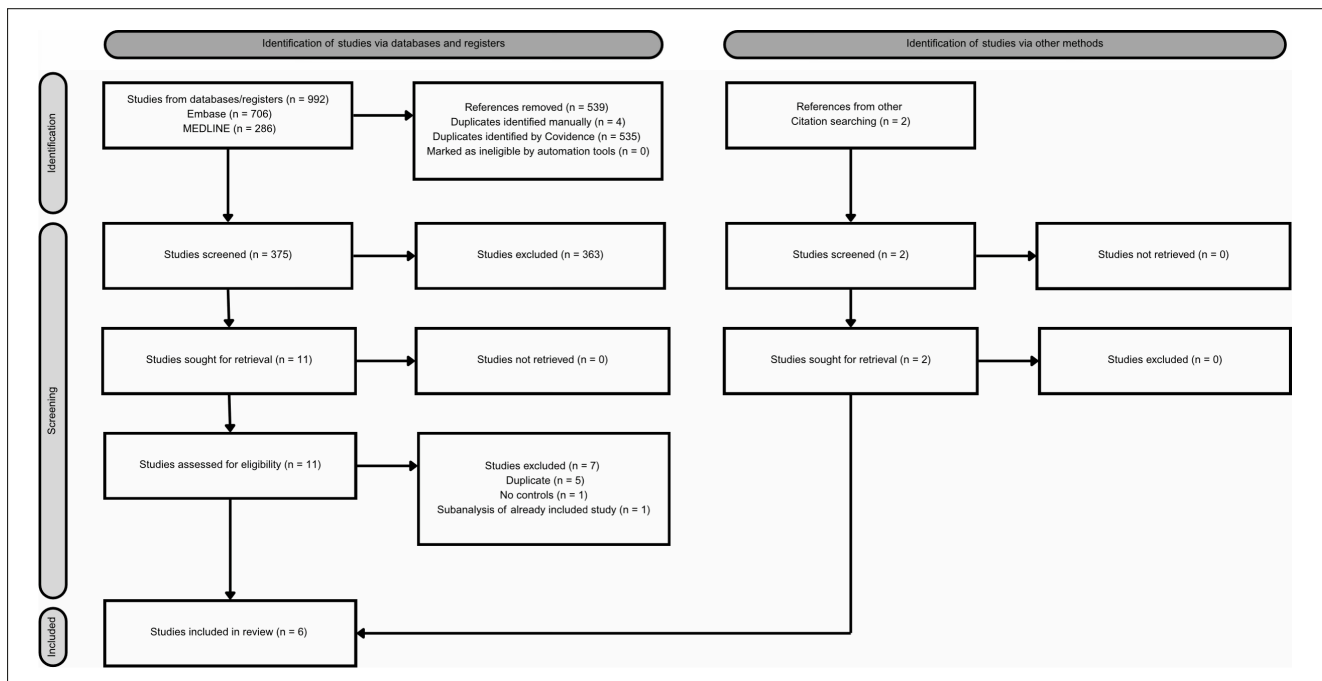 Identification of studies via databases and registers
Identification of studies via other methods
Identification
Studies from databases/registers (n = 992)
Embase (n = 706)
MEDLINE (n = 286)
References removed (n = 539)
Duplicates identified manually (n = 4)
Duplicates identified by Covidence (n = 535)
Marked as ineligible by automation tools (n = 0)
References from other
Citation searching (n = 2)
Screening
Studies screened (n = 375)
Studies excluded (n = 363)
Studies screened (n = 2)
Studies not retrieved (n = 0)
Studies sought for retrieval (n = 11)
Studies not retrieved (n = 0)
Studies sought for retrieval (n = 2)
Studies excluded (n = 0)
Studies assessed for eligibility (n = 11)
Studies excluded (n = 7)
Duplicate (n = 5)
No controls (n = 1)
Subanalysis of already included study (n = 1)
Included
Studies included in review (n = 6)